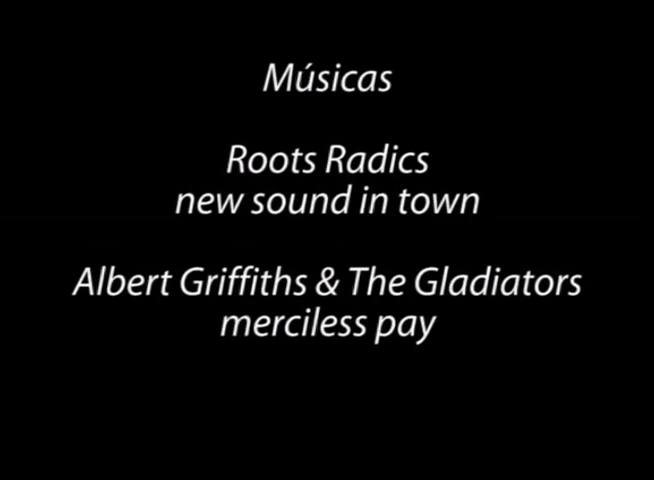 Músicas
Roots Radics
new sound in town
Albert Griffiths & The Gladiators
merciless pay